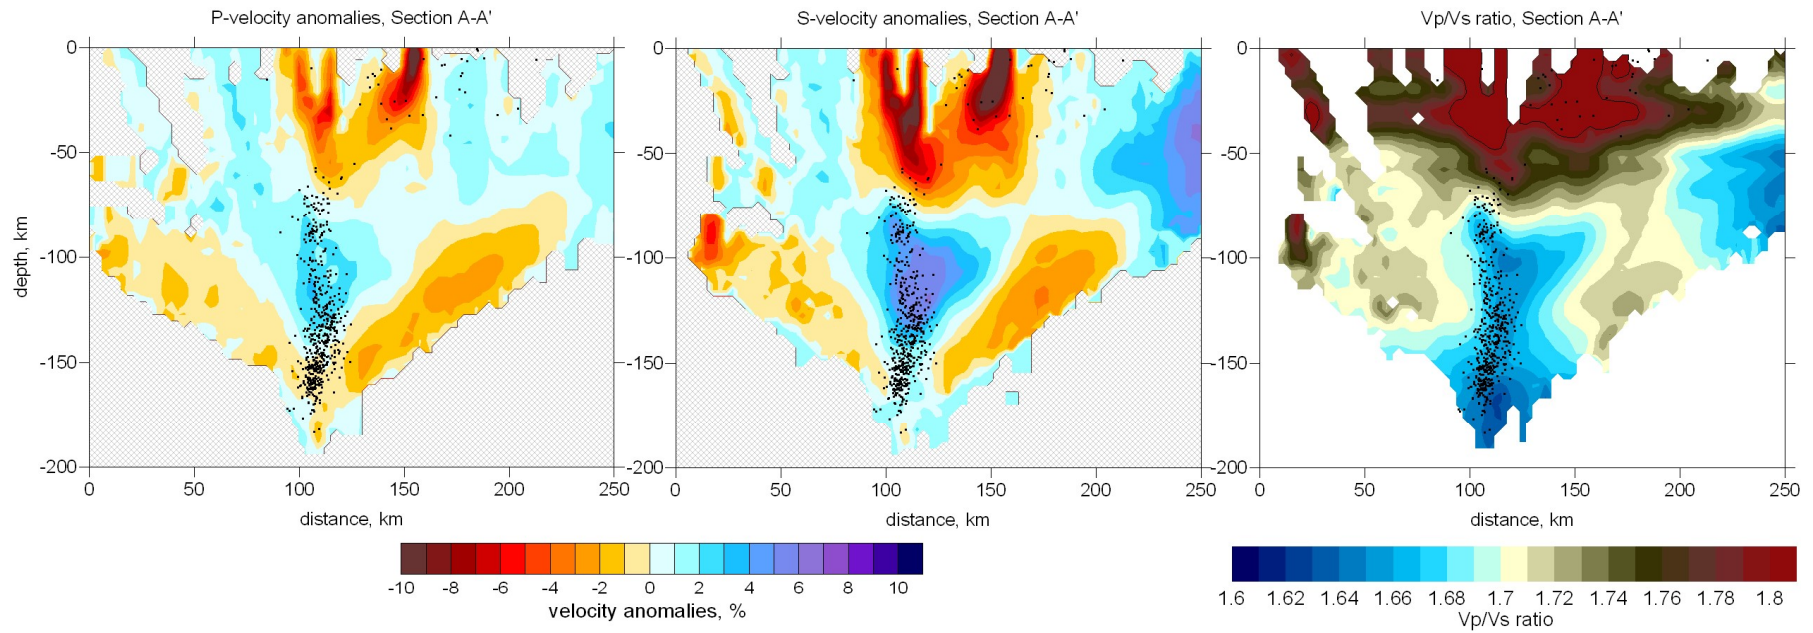 P-velocity anomalies, Section A-A'
S-velocity anomalies, Section A-A'
Vp/Vs ratio, Section A-A'
0
-50
-100
-150
-200
depth, km
0 50 100 150 200 250
distance, km
0
-50
-100
-150
-200
0 50 100 150 200 250
distance, km
0
-50
-100
-150
-200
0 50 100 150 200 250
distance, km
-10 -8 -6 -4 -2 0 2 4 6 8 10
velocity anomalies, %
1.6 1.62 1.64 1.66 1.68 1.7 1.72 1.74 1.76 1.78 1.8
Vp/Vs ratio